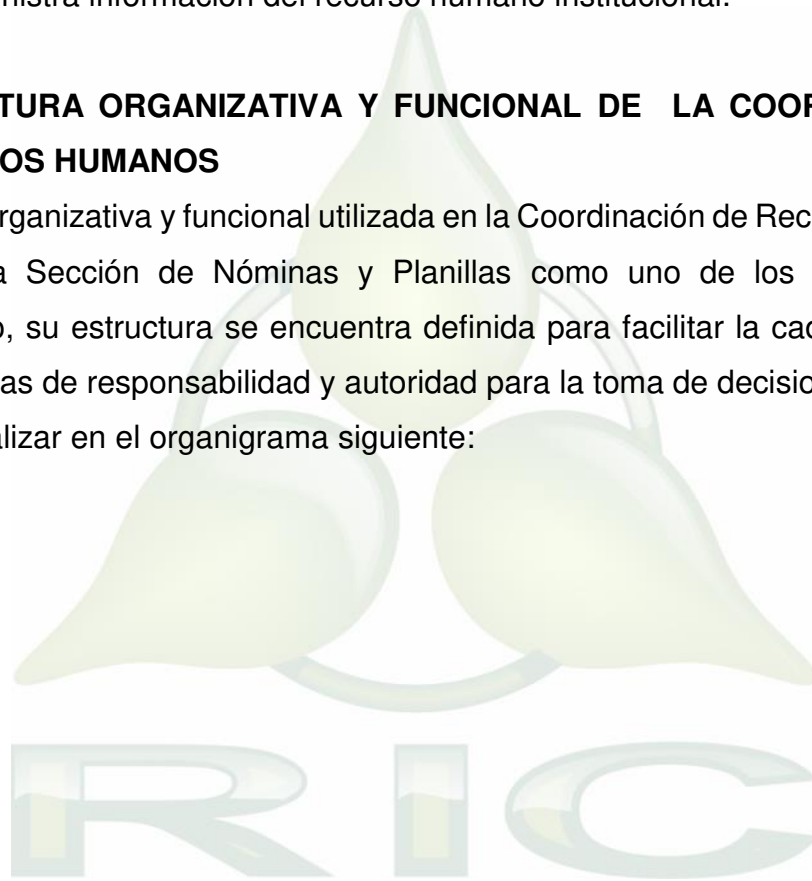 nistra información del recurso humano institucional.
TURA ORGANIZATIVA Y FUNCIONAL DE LA COOR
OS HUMANOS
rganizativa y funcional utilizada en la Coordinación de Rec
a Sección de Nóminas y Planillas como uno de los
o, su estructura se encuentra definida para facilitar la cad
as de responsabilidad y autoridad para la toma de decisio
alizar en el organigrama siguiente:
RIC